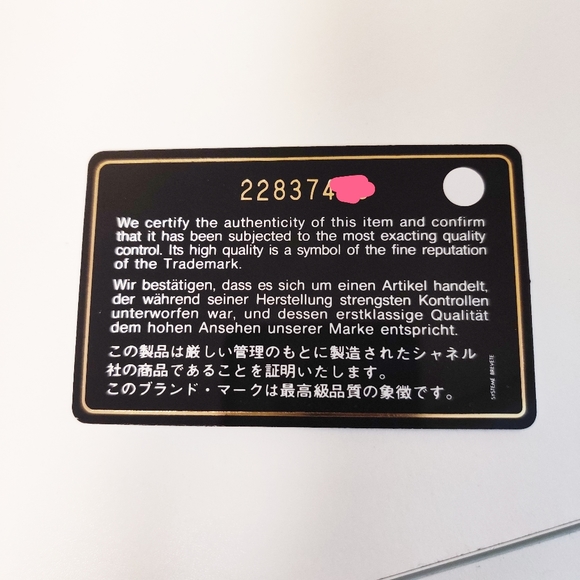 228374
We certify the authenticity of this item and confirm
that it has been subjected to the most exacting quality
control. Its high quality is a symbol of the fine reputation
of the Trademark.
Wir bestätigen, dass es sich um einen Artikel handelt,
der während seiner Herstellung strengsten Kontrollen
unterworfen war, und dessen erstklassige Qualität
dem hohen Ansehen unserer Marke entspricht.
この製品は厳しい管理のもとに製造されたシャネル
社の商品であることを証明いたします。
このブランド・マークは最高級品質の象徴です。
SYSTEME BREVETE